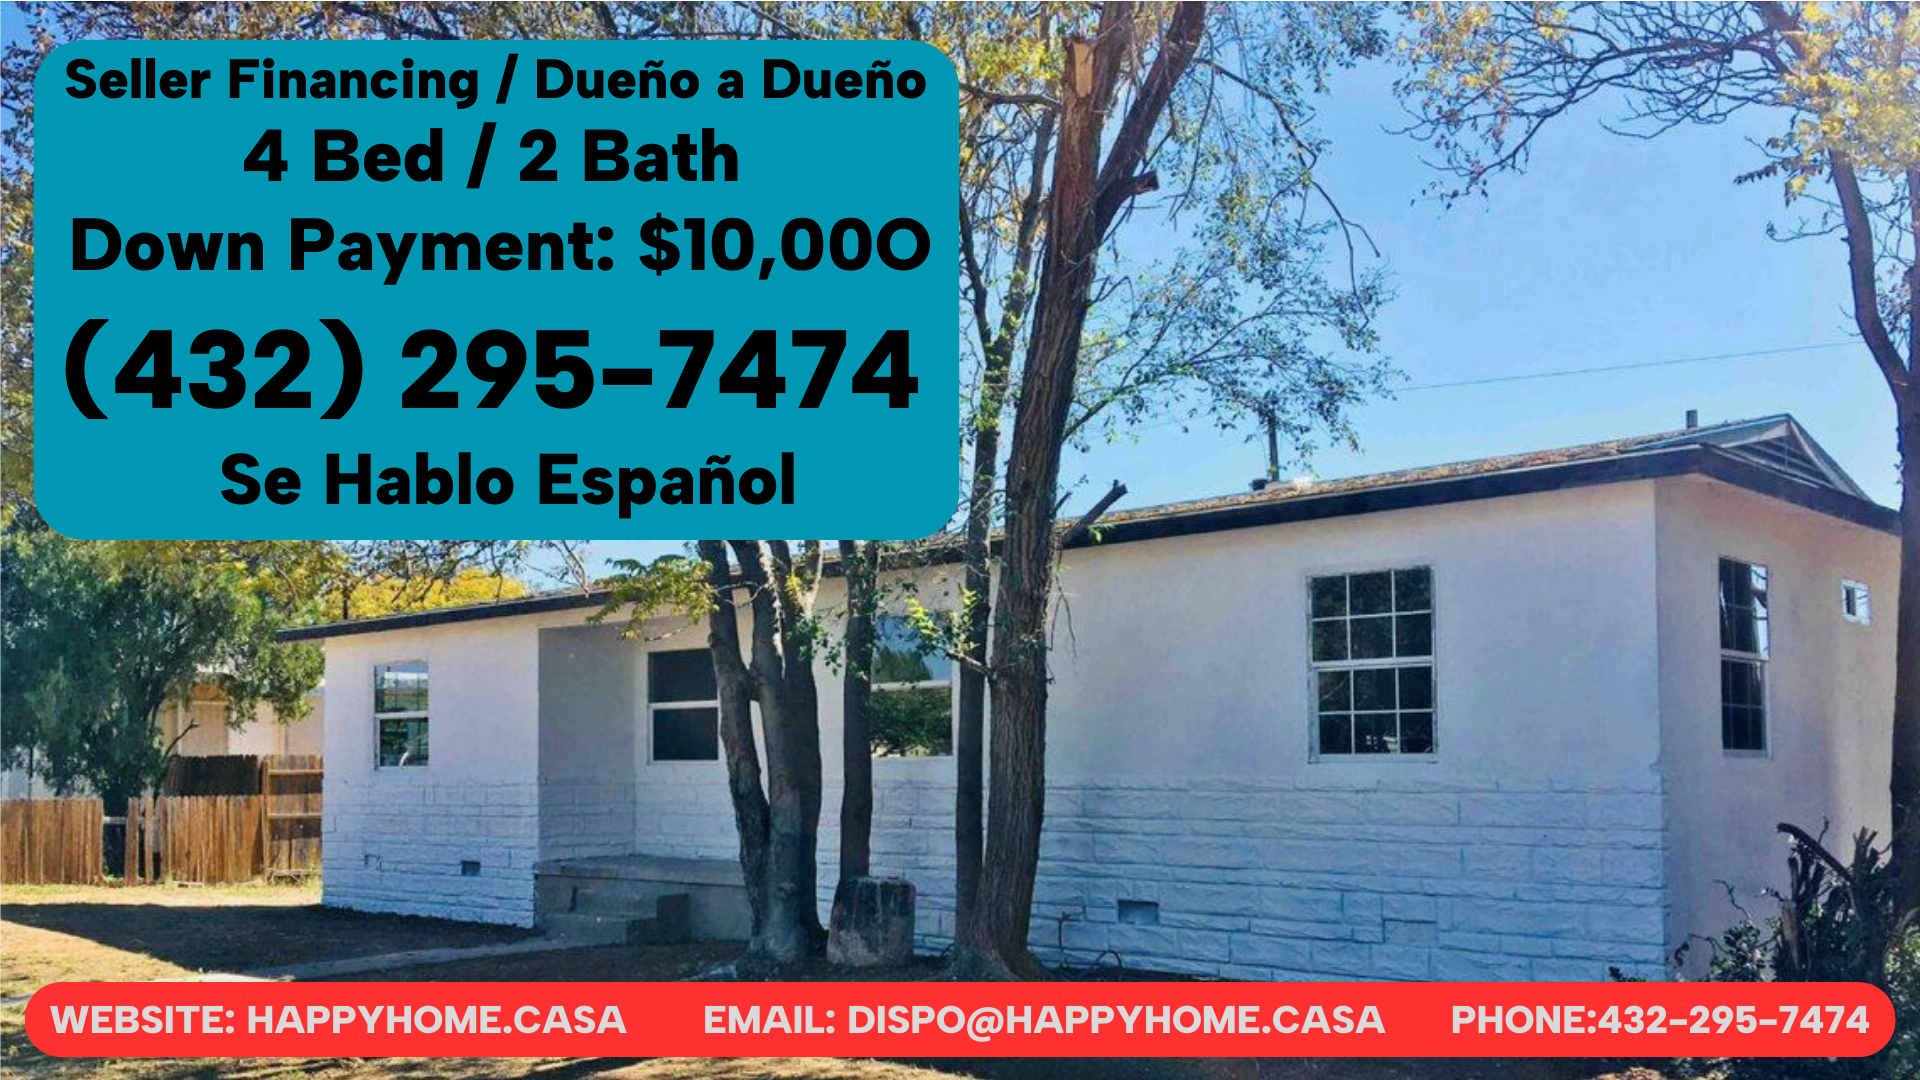 Seller Financing / Dueño a Dueño
4 Bed / 2 Bath
Down Payment: $10,00O
(432) 295-7474
Se Hablo Español
WEBSITE: HAPPYHOME.CASA EMAIL: DISPO@HAPPYHOME.CASA PHONE:432-295-7474